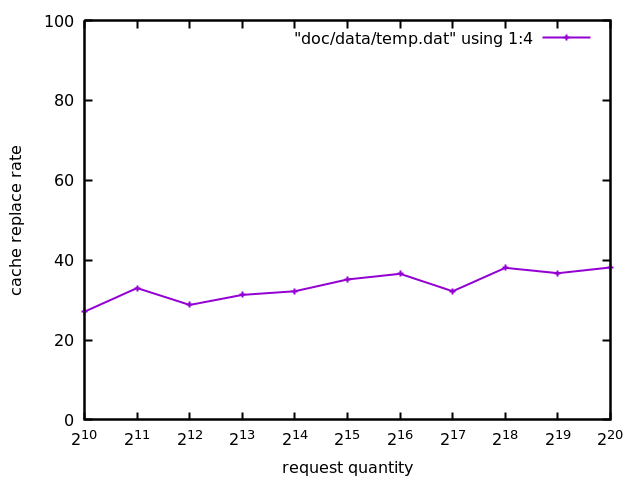 100
"doc/data/temp.dat" using 1:4
80
60
40
20
0
cache replace rate
2^10 2^11 2^12 2^13 2^14 2^15 2^16 2^17 2^18 2^19 2^20
request quantity